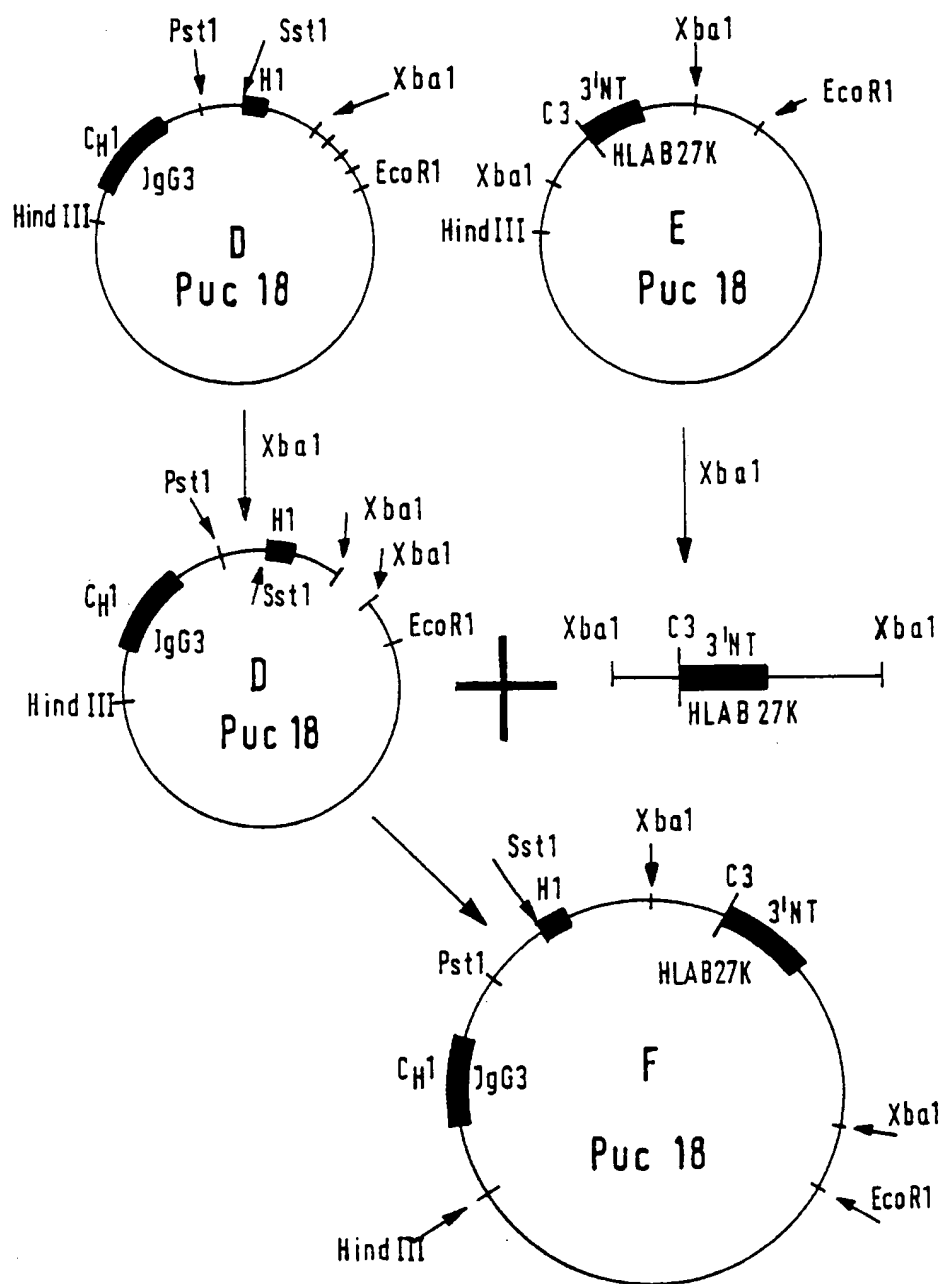 Pst1
Sst1
H1
Xba1
CH1
JgG3
EcoR1
Hind III
D
Puc 18
Xba1
3'NT
C3
EcoR1
HLAB27K
Xba1
Hind III
E
Puc 18
Xba1
Xba1
Pst1
H1
Xba1
Xba1
Sst1
CH1
JgG3
EcoR1
Hind III
D
Puc 18
Xba1
C3
3'NT
Xba1
HLAB27K
Sst1
H1
Xba1
C3
3'NT
Pst1
HLAB27K
CH1
JgG3
F
Puc 18
Xba1
EcoR1
Hind III